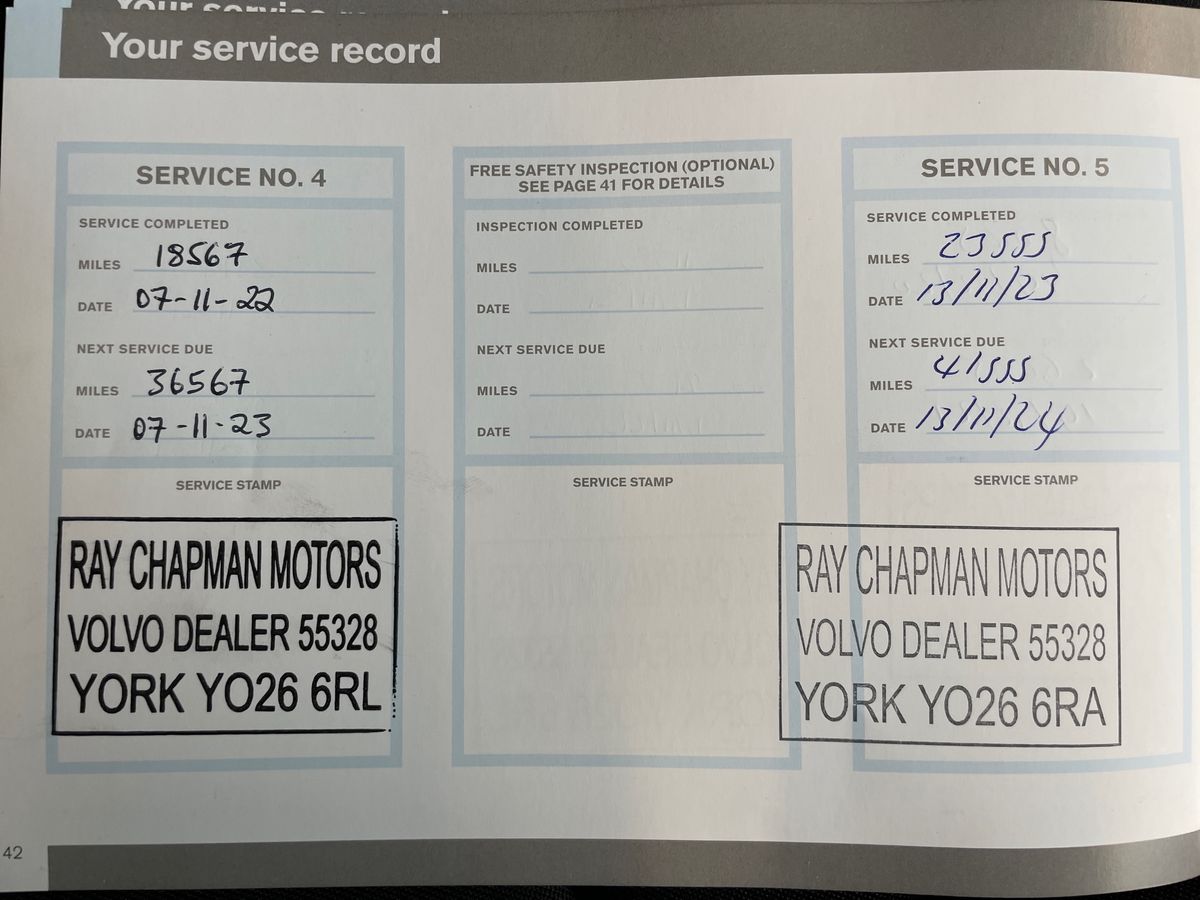 Your service record
SERVICE NO. 4
SERVICE COMPLETED
MILES 18567
DATE 07-11-22
NEXT SERVICE DUE
MILES 36567
DATE 07-11-23
SERVICE STAMP
RAY CHAPMAN MOTORS
VOLVO DEALER 55328
YORK YO26 6RL
FREE SAFETY INSPECTION (OPTIONAL)
SEE PAGE 41 FOR DETAILS
INSPECTION COMPLETED
MILES
DATE
NEXT SERVICE DUE
MILES
DATE
SERVICE STAMP
SERVICE NO. 5
SERVICE COMPLETED
MILES 23555
DATE 13/11/23
NEXT SERVICE DUE
MILES 41555
DATE 13/11/24
SERVICE STAMP
RAY CHAPMAN MOTORS
VOLVO DEALER 55328
YORK YO26 6RA
42